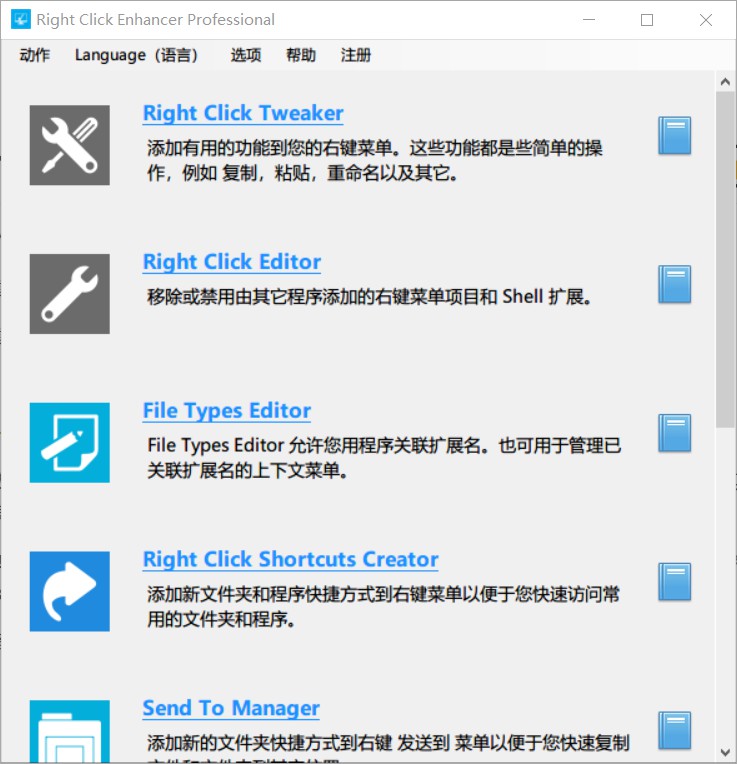 Right Click Enhancer Professional
动作 Language（语言） 选项 帮助 注册
Right Click Tweaker
添加有用的功能到您的右键菜单。这些功能都是些简单的操
作，例如 复制，粘贴，重命名以及其它。
Right Click Editor
移除或禁用由其它程序添加的右键菜单项目和 Shell 扩展。
File Types Editor
File Types Editor 允许您用程序关联扩展名。也可用于管理已
关联扩展名的上下文菜单。
Right Click Shortcuts Creator
添加新文件夹和程序快捷方式到右键菜单以便于您快速访问常
用的文件夹和程序。
Send To Manager
添加新的文件夹快捷方式到右键 发送到 菜单以便于您快速复制